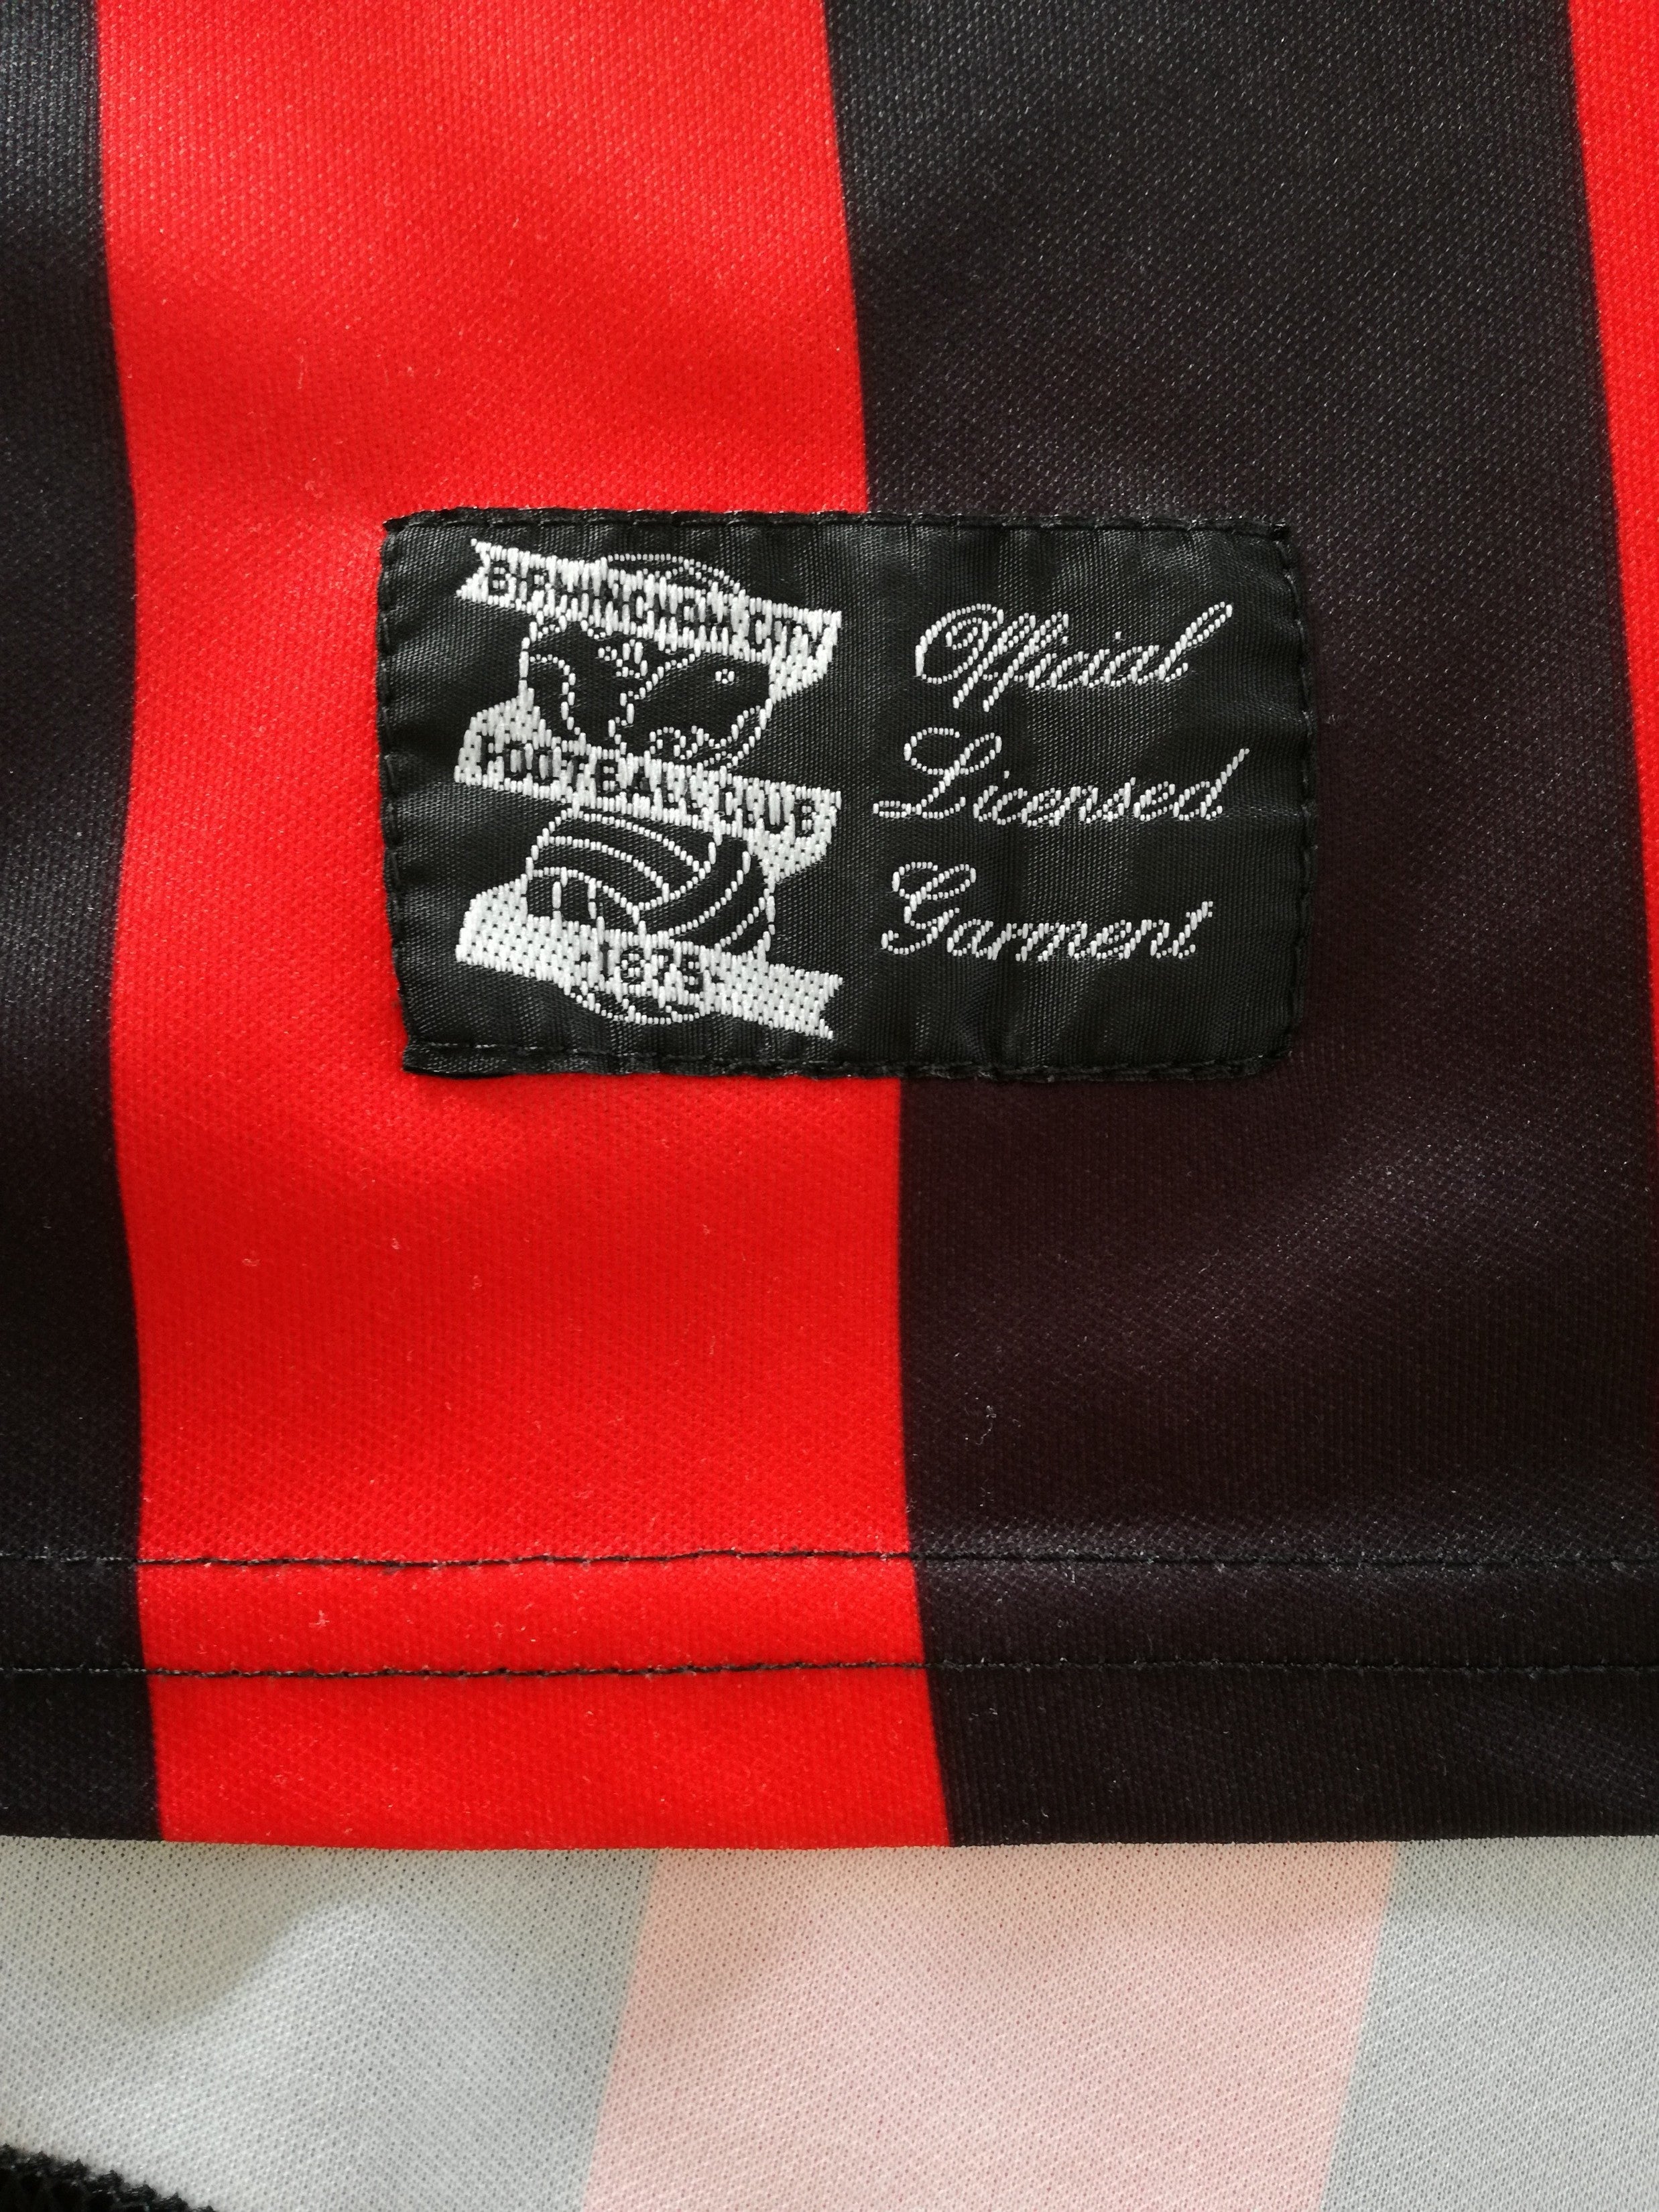 BIRMINGHAM CITY
FOOTBALL CLUB
·1875·
Official
Licensed
Garment